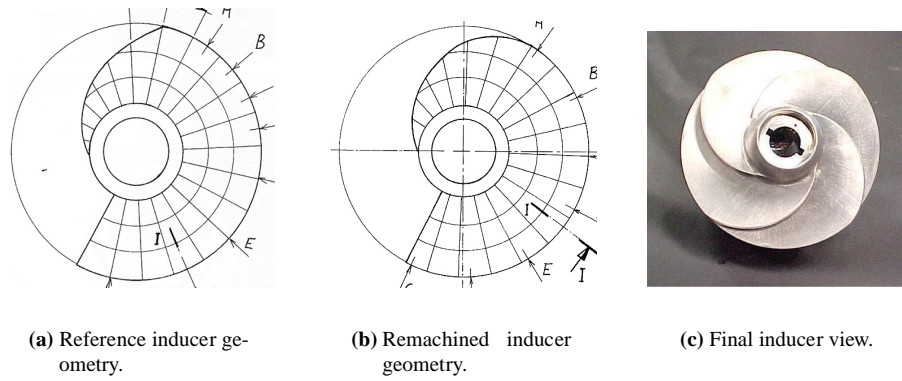 A
B
I
E
A
B
I
E
I
(a) Reference inducer ge-
ometry.
(b) Remachined inducer
geometry.
(c) Final inducer view.